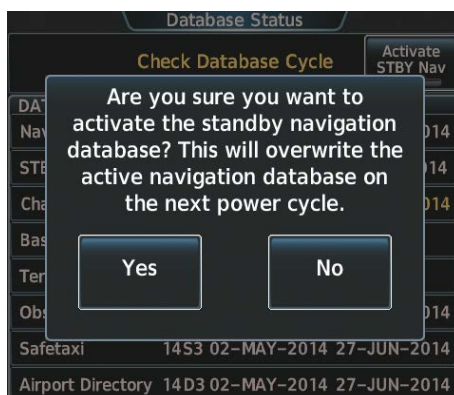 Database Status
Check Database Cycle
Activate
STBY Nav
Are you sure you want to
activate the standby navigation
database? This will overwrite the
active navigation database on
the next power cycle.
Yes No
Safetaxi 14S3 02–MAY–2014 27–JUN–2014
Airport Directory 14D3 02–MAY–2014 27–JUN–2014